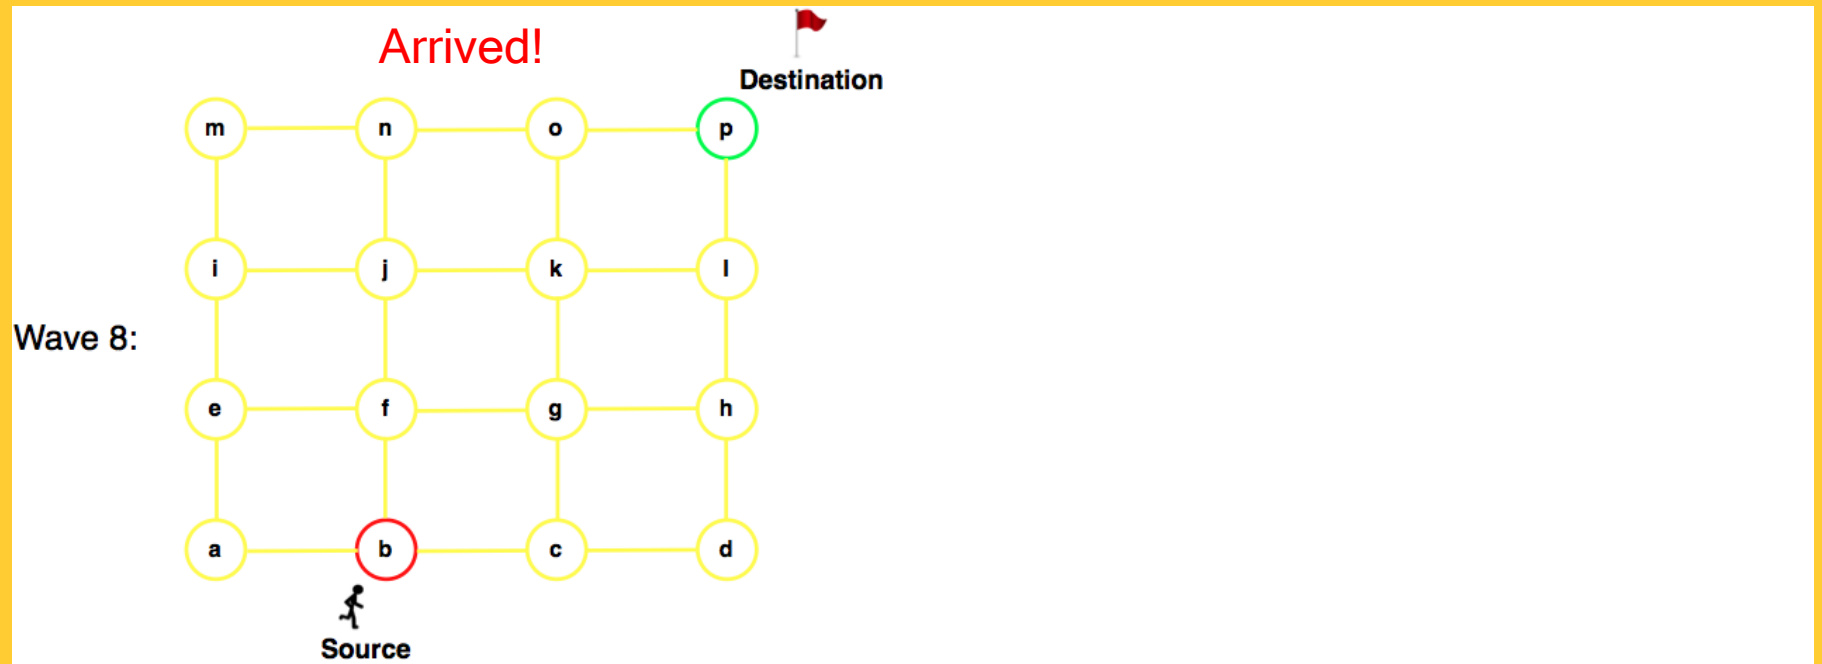 Arrived!
Destination
m n o p
i j k l
Wave 8:
e f g h
a b c d
Source